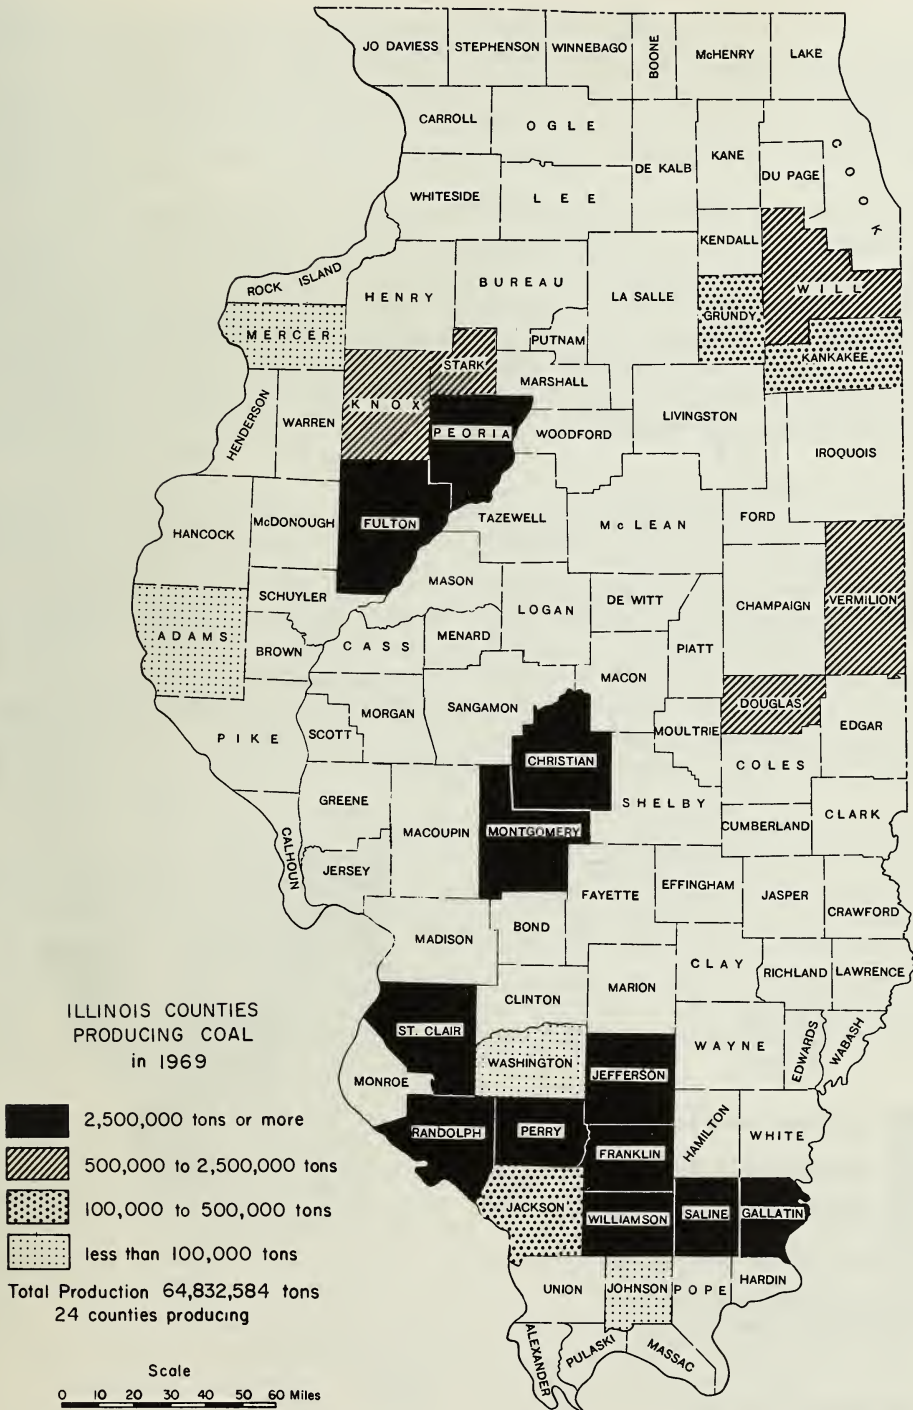 JO DAVIESS STEPHENSON WINNEBAGO BOONE McHENRY LAKE
CARROLL OGLE DE KALB KANE DU PAGE COOK
WHITESIDE LEE KENDALL
ROCK ISLAND HENRY BUREAU LA SALLE GRUNDY WILL
MERCER PUTNAM KANKAKEE
STARK MARSHALL
HENDERSON WARREN KNOX PEORIA WOODFORD LIVINGSTON IROQUOIS
HANCOCK McDONOUGH FULTON TAZEWELL McLEAN FORD
SCHUYLER MASON LOGAN DE WITT CHAMPAIGN VERMILION
ADAMS BROWN CASS MENARD MACON PIATT
PIKE SCOTT MORGAN SANGAMON MOULTRIE DOUGLAS EDGAR
CHRISTIAN COLES
GREENE MACOUPIN MONTGOMERY SHELBY CUMBERLAND CLARK
CALHOUN JERSEY
FAYETTE EFFINGHAM JASPER CRAWFORD
MADISON BOND
CLINTON MARION CLAY RICHLAND LAWRENCE
ST. CLAIR WASHINGTON JEFFERSON WAYNE EDWARDS WABASH
MONROE
RANDOLPH PERRY FRANKLIN HAMILTON WHITE
JACKSON WILLIAMSON SALINE GALLATIN
UNION JOHNSON POPE HARDIN
ALEXANDER PULASKI MASSAC
ILLINOIS COUNTIES
PRODUCING COAL
in 1969
2,500,000 tons or more
500,000 to 2,500,000 tons
100,000 to 500,000 tons
less than 100,000 tons
Total Production 64,832,584 tons
24 counties producing
Scale
0 10 20 30 40 50 60 Miles